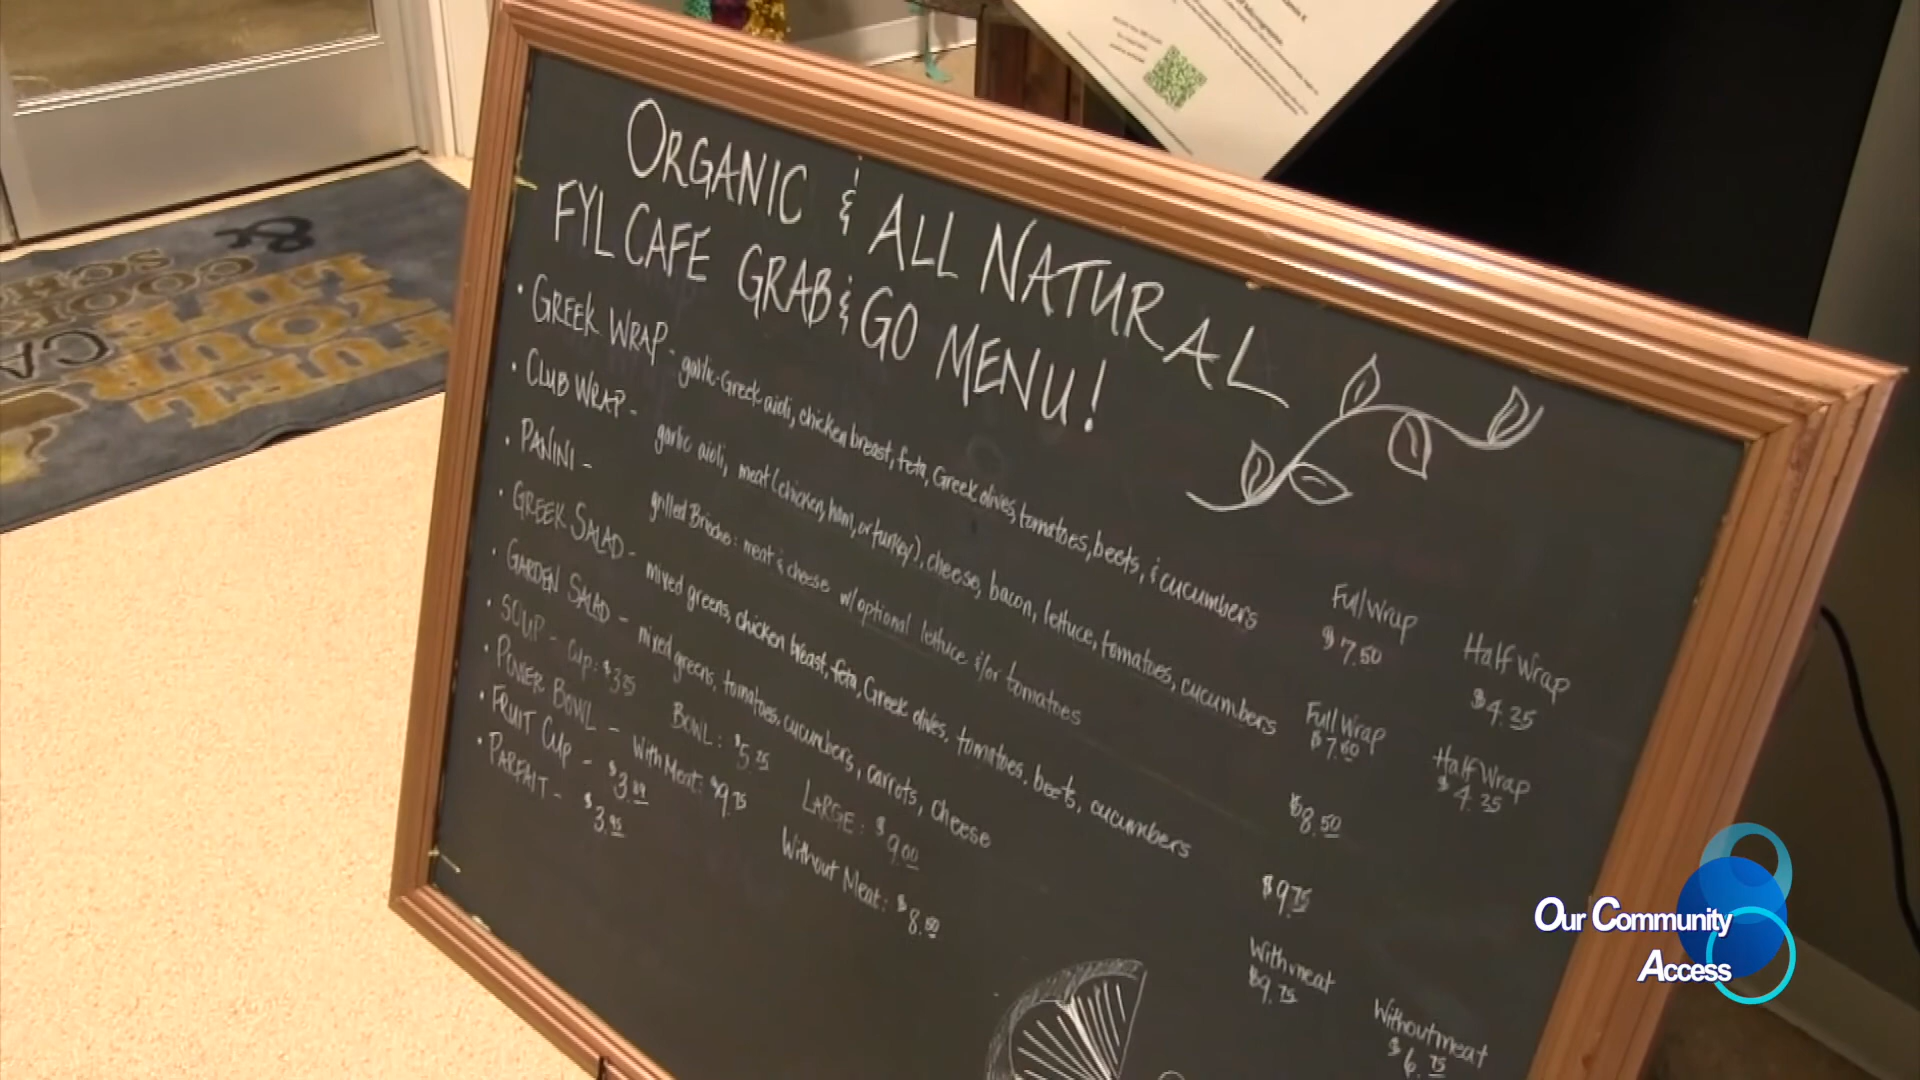 ORGANIC & ALL NATURAL
FYL CAFE GRAB & GO MENU!
• GREEK WRAP - garlic-Greek aioli, chicken breast, feta, Greek olives, tomatoes, beets, & cucumbers Full Wrap $7.50 Half Wrap $4.25
• CLUB WRAP - garlic aioli, meat (chicken, ham, or turkey), cheese, bacon, lettuce, tomatoes, cucumbers Full Wrap $7.60 Half Wrap $4.35
• PANINI - grilled Brioche: meat & cheese w/ optional lettuce &/or tomatoes $8.50
• GREEK SALAD - mixed greens, chicken breast, feta, Greek olives, tomatoes, beets, cucumbers $9.75
• GARDEN SALAD - mixed greens, tomatoes, cucumbers, carrots, cheese With meat $9.75 Without meat $6.75
• SOUP - Cup: $3.25 BOWL: $5.75 LARGE: $9.00
• POWER BOWL - With Meat: $9.75 Without Meat: $8.50
• FRUIT CUP - $3.
• PARFAIT - $3.95
FUEL
YOUR
LIFE
&
Our Community
Access